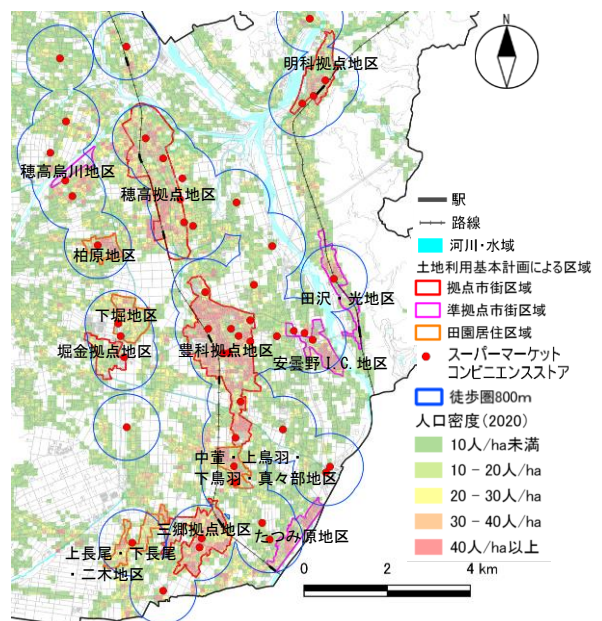 N
明科拠点地区
穂高烏川地区
穂高拠点地区
柏原地区
田沢・光地区
下堀地区
堀金拠点地区
豊科拠点地区
安曇野I.C.地区
中萱・上鳥羽・
下鳥羽・真々部地区
三郷拠点地区
たつみ原地区
上長尾・下長尾
・二木地区
駅
路線
河川・水域
土地利用基本計画による区域
拠点市街区域
準拠点市街区域
田園居住区域
スーパーマーケット
コンビニエンスストア
徒歩圏800m
人口密度(2020)
10人/ha未満
10 - 20人/ha
20 - 30人/ha
30 - 40人/ha
40人/ha以上
0 2 4 km